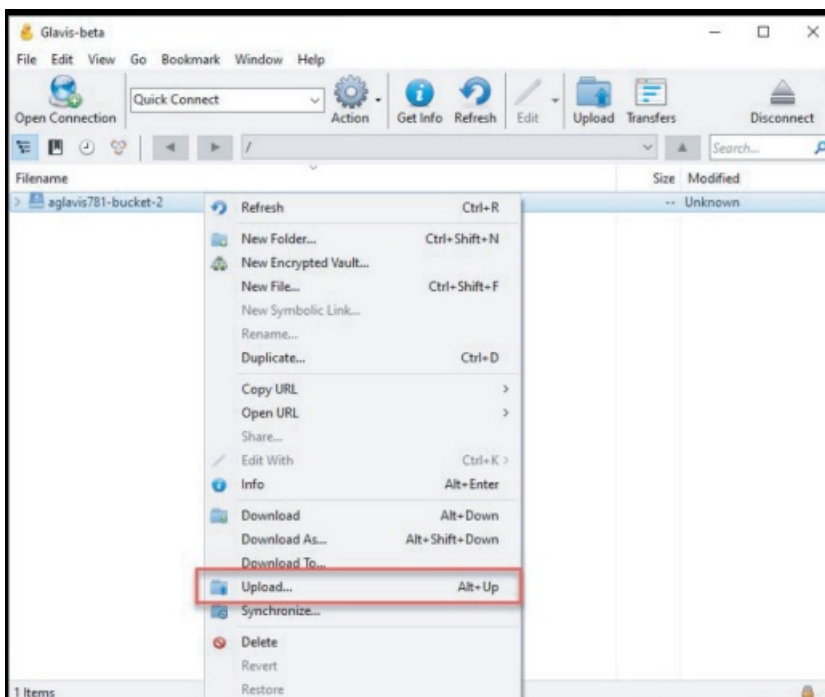 Glavis-beta
File Edit View Go Bookmark Window Help
Quick Connect
Open Connection Action Get Info Refresh Edit Upload Transfers Disconnect
/ Search...
Filename Size Modified
aglavis781-bucket-2 -- Unknown
Refresh Ctrl+R
New Folder... Ctrl+Shift+N
New Encrypted Vault...
New File... Ctrl+Shift+F
New Symbolic Link...
Rename...
Duplicate... Ctrl+D
Copy URL
Open URL
Share...
Edit With Ctrl+K
Info Alt+Enter
Download Alt+Down
Download As... Alt+Shift+Down
Download To...
Upload... Alt+Up
Synchronize...
Delete
Revert
Restore
1 Items